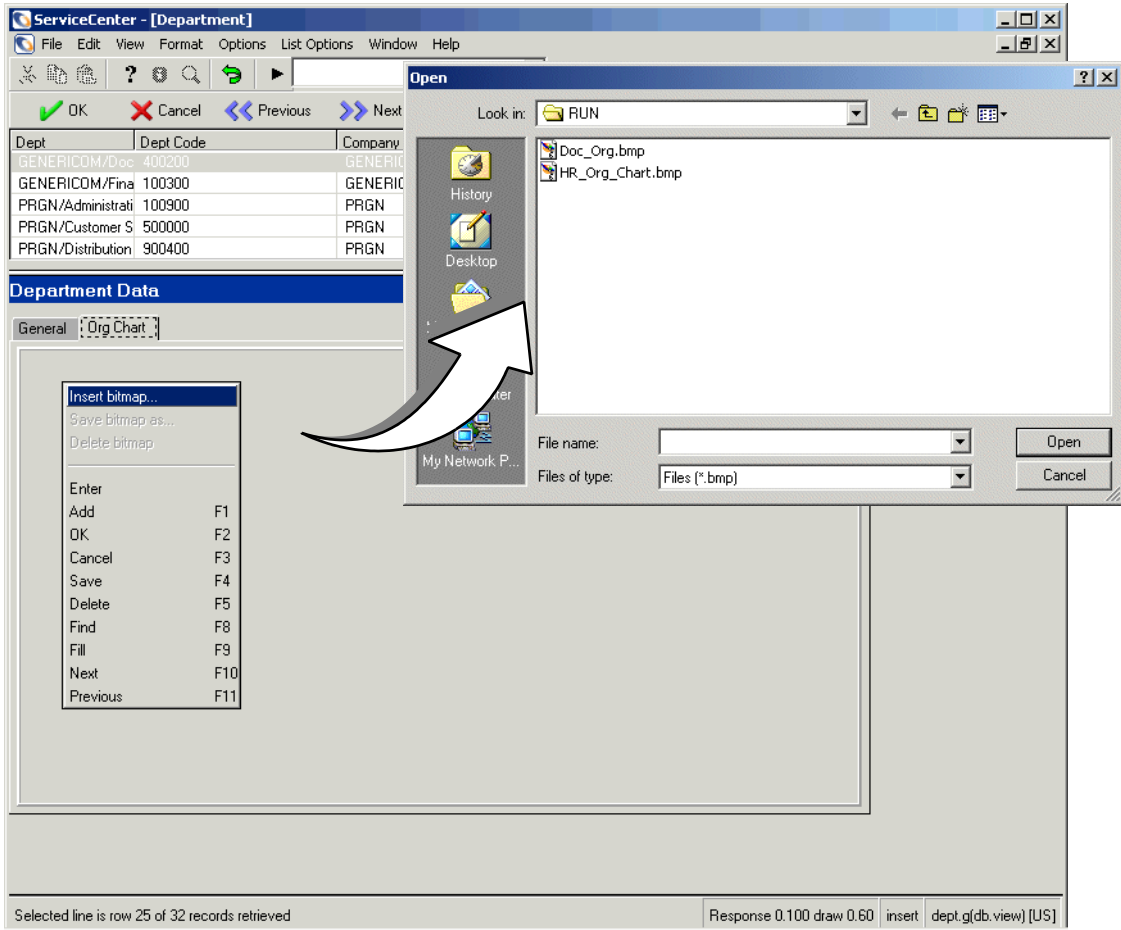 ServiceCenter - [Department]
File Edit View Format Options List Options Window Help
OK Cancel Previous Next
Dept Dept Code Company
GENERICOM/Doc 400200 GENERIC
GENERICOM/Fina 100300 GENERIC
PRGN/Administrati 100900 PRGN
PRGN/Customer S 500000 PRGN
PRGN/Distribution 900400 PRGN
Department Data
General Org Chart
Insert bitmap...
Save bitmap as...
Delete bitmap
Enter
Add F1
OK F2
Cancel F3
Save F4
Delete F5
Find F8
Fill F9
Next F10
Previous F11
Open
Look in: RUN
History
Desktop
My Network P...
Doc_Org.bmp
HR_Org_Chart.bmp
File name: Open
Files of type: Files (*.bmp) Cancel
Selected line is row 25 of 32 records retrieved
Response 0.100 draw 0.60 insert dept.g(db.view) [US]